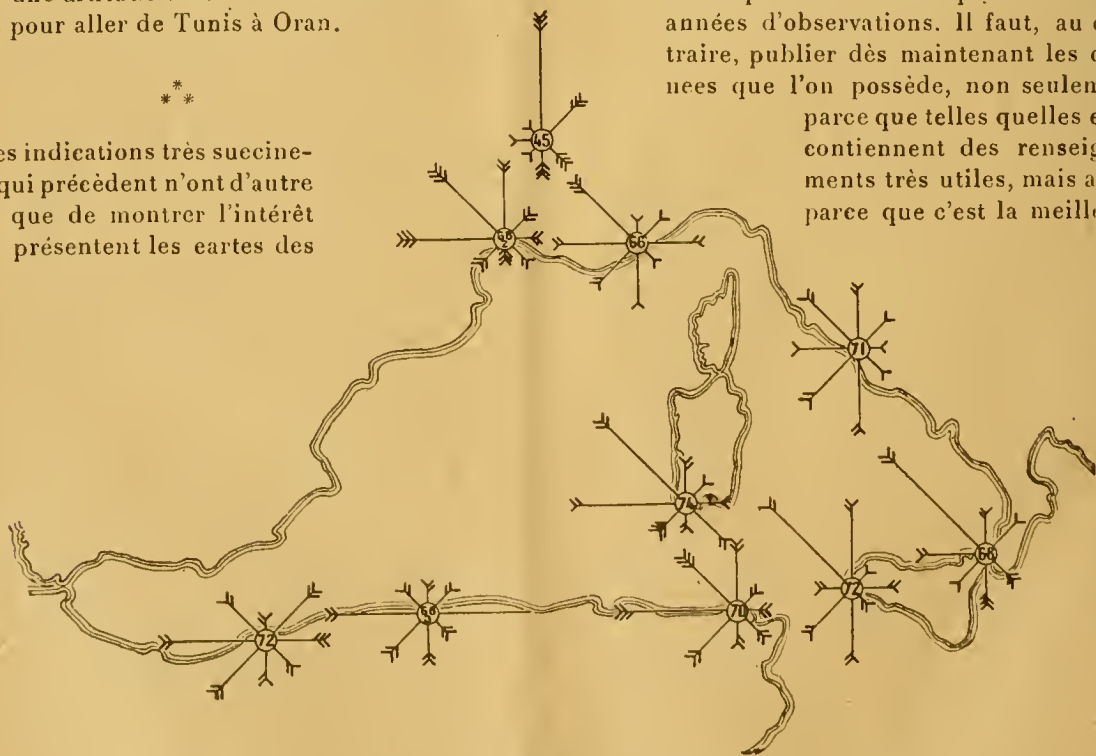 pour aller de Tunis à Oran.
* * *
es indications très succine-
qui précèdent n'ont d'autre
que de montrer l'intérêt
présentent les eartes des
années d'observations. Il faut, au
traire, publier dès maintenant les
nees que l'on possède, non seulem
parce que telles quelles e
contiennent des renseig
ments très utiles, mais a
parce que c'est la meille
45
66
71
74
68
72
70
72